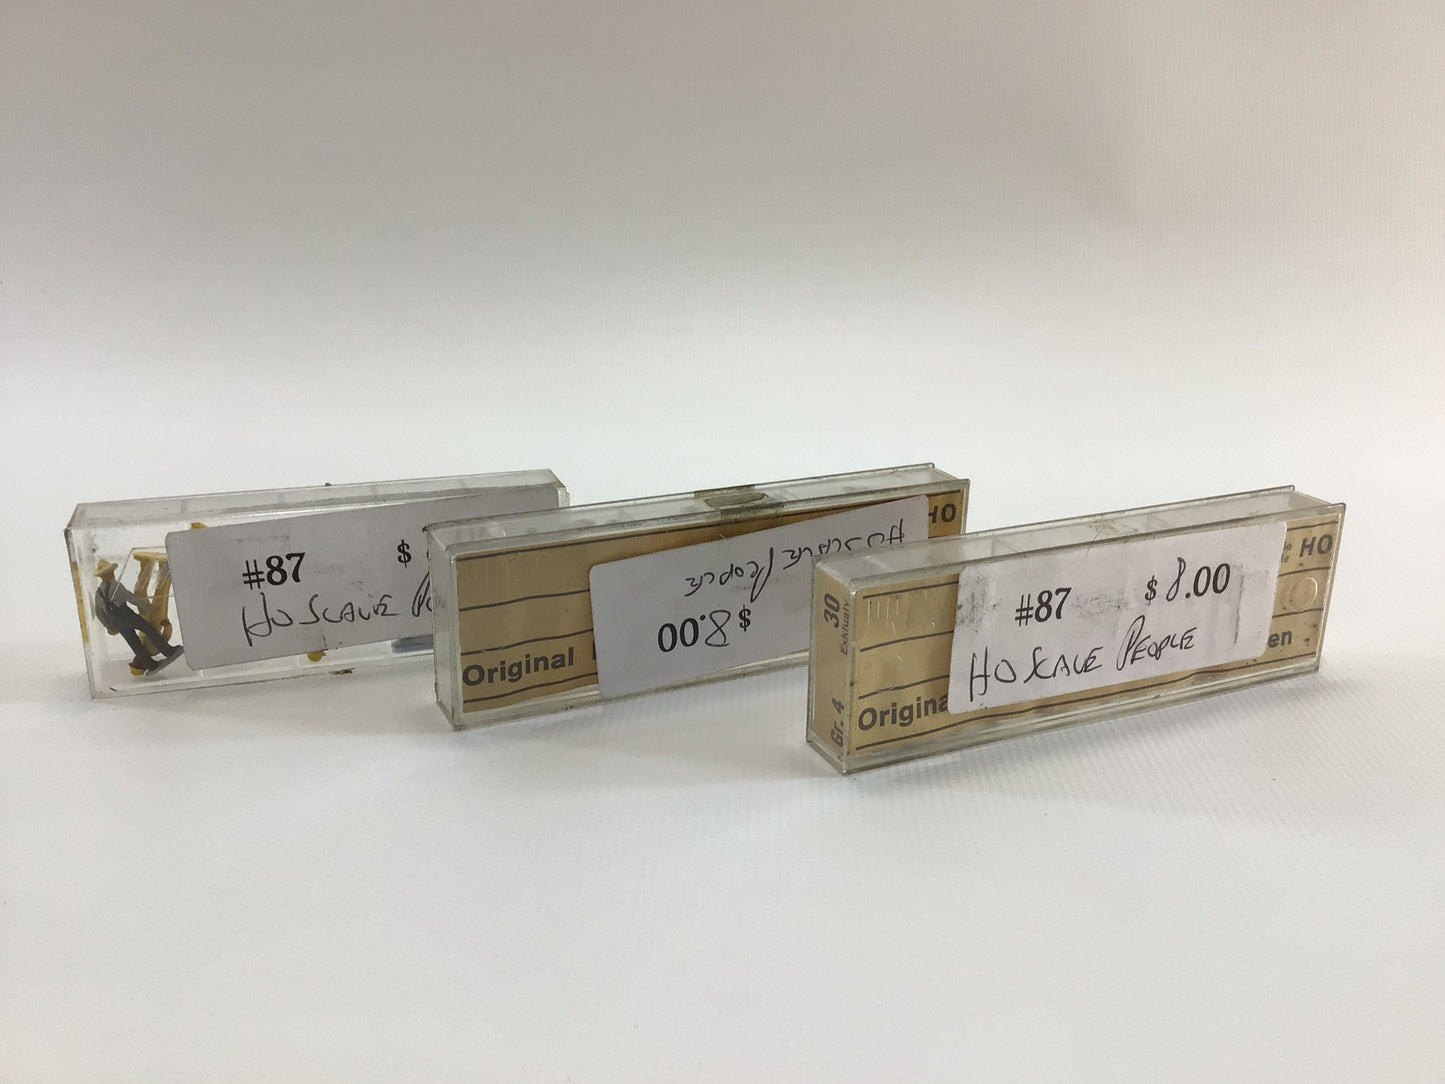 #87 $
HO SCALE
HO
HO SCALE PEOPLE
$8.00
Original
HO
30
Exklusiv
Gr. 4
#87 $8.00
HO SCALE PEOPLE
en
Origina